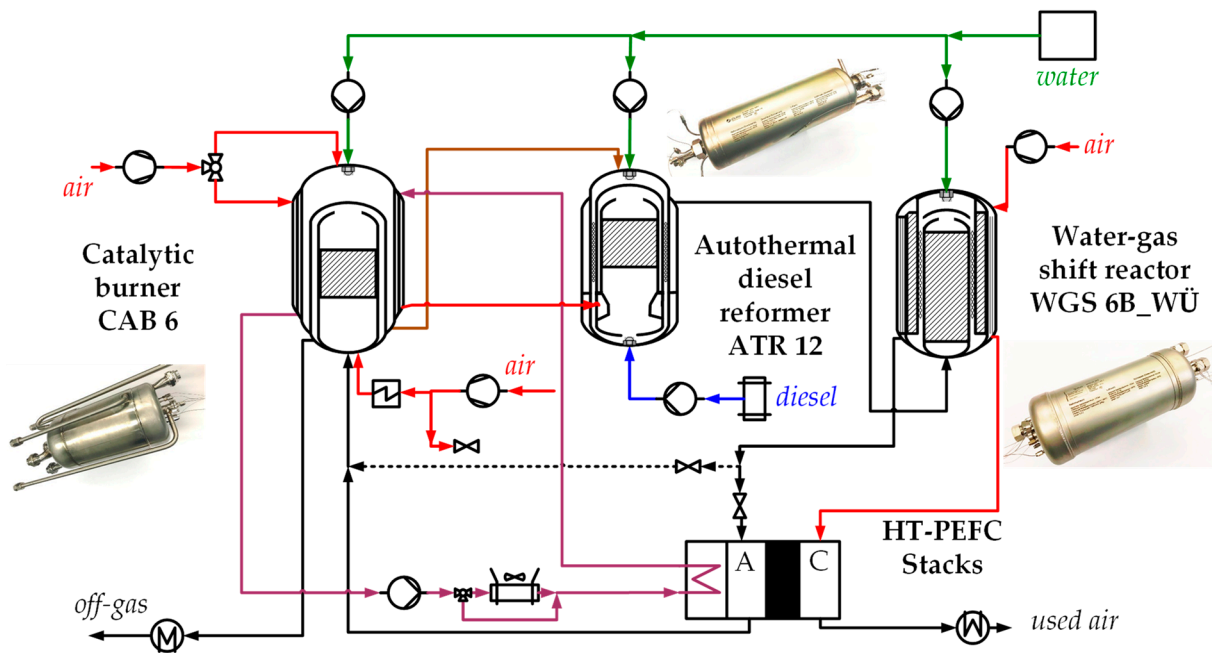 water
air
air
Catalytic
burner
CAB 6
Autothermal
diesel
reformer
ATR 12
Water-gas
shift reactor
WGS 6B_WÜ
air
diesel
HT-PEFC
Stacks
A
C
off-gas
used air